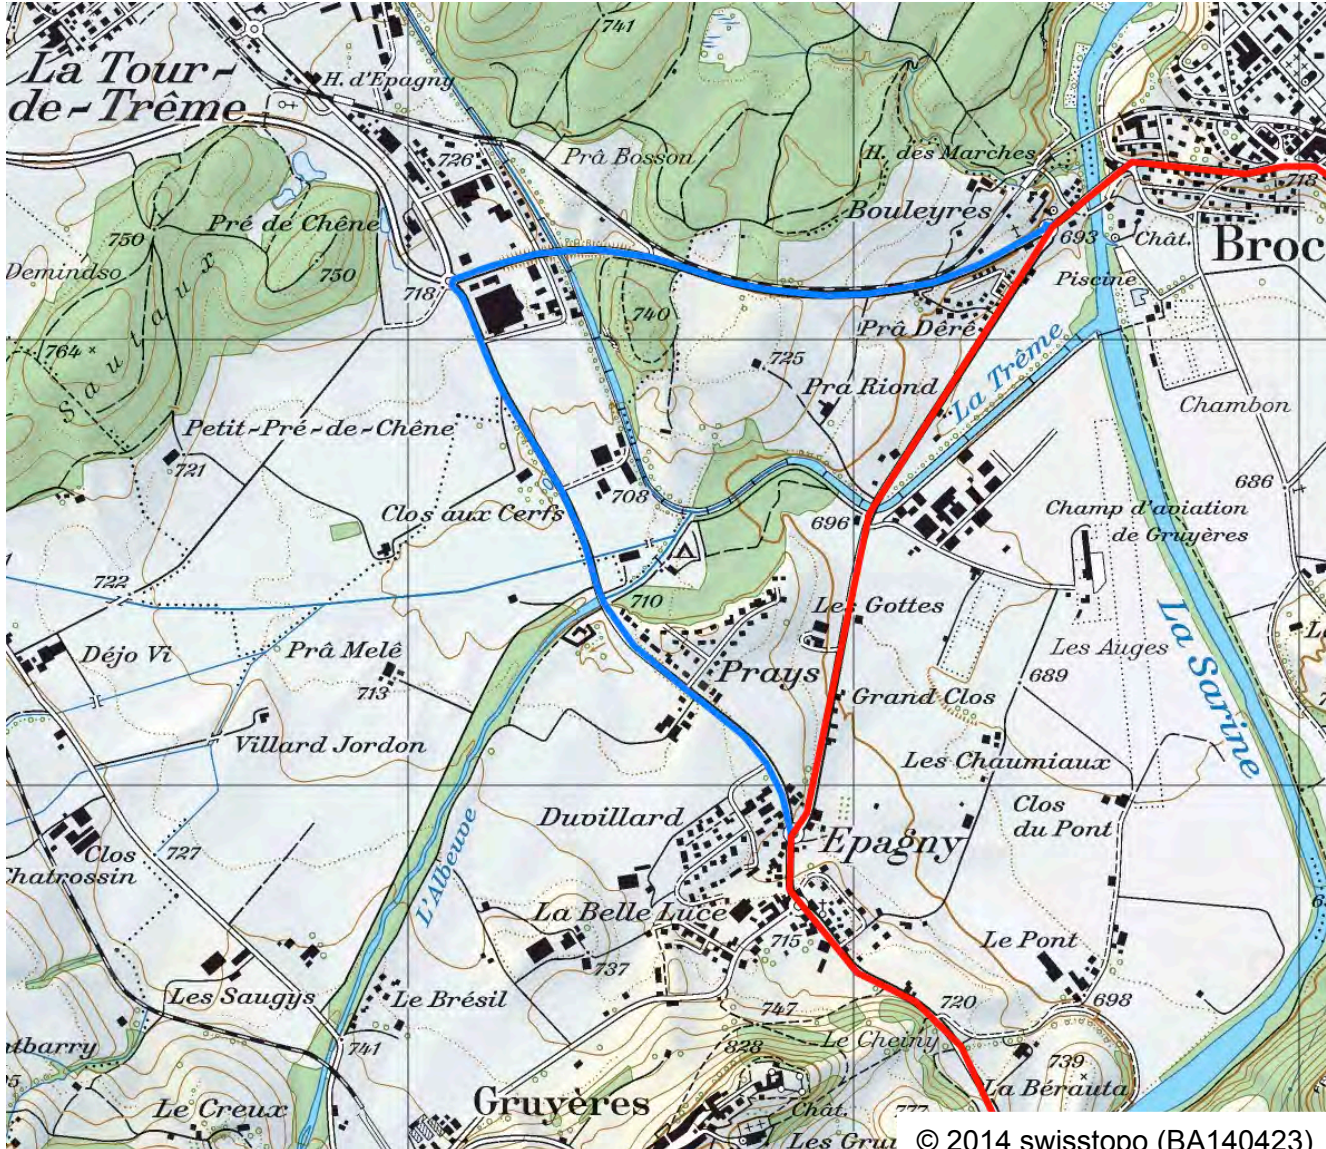 741
La Tour-
de-Trême
H. d'Epagny
726
Prâ Bosson
H. des Marches
713
Pré de Chêne
Bouleyres
750
750
693
Chât.
Broc
Demindso
718
Piscine
740
Prâ Dêré
764
Sautaux
725
La Trême
Pra Riond
Chambon
Petit-Pré-de-Chêne
721
686
708
Clos aux Cerfs
696
Champ d'aviation
de Gruyères
722
710
Les Gottes
La Sarine
Déjo Vi
Prâ Melé
Les Auges
Prays
689
713
Grand Clos
Villard Jordon
Les Chaumiaux
Duvillard
Clos
du Pont
Epagny
Clos
Chatrossin
727
L'Albeuve
La Belle Luce
715
Le Pont
737
Les Saugys
Le Brésil
747
720
698
741
828
Le Cheiny
739
La Bérauta
Gruyères
Le Creux
Chât.
777
© 2014 swisstopo (BA140423)